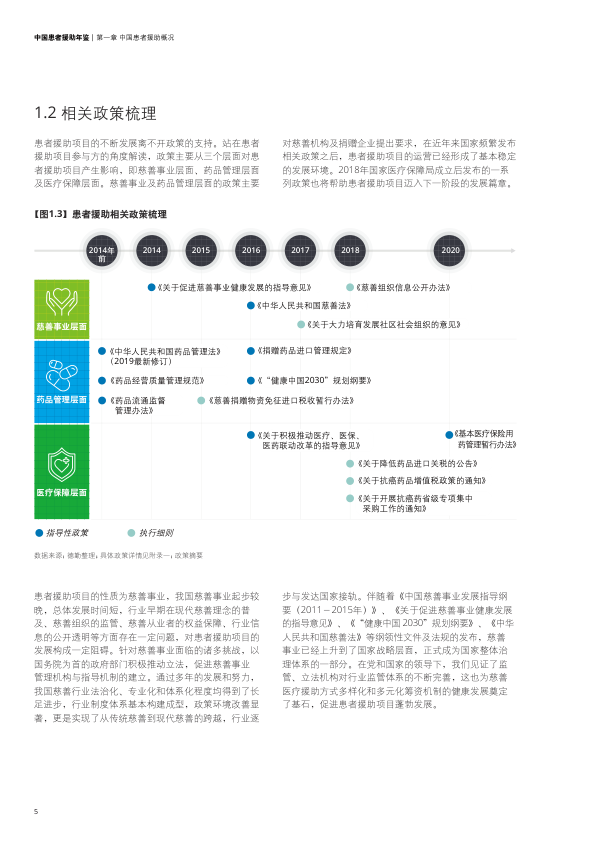 中国患者援助年鉴 | 第一章 中国患者援助概况
1.2 相关政策梳理
患者援助项目的不断发展离不开政策的支持。站在患者
援助项目参与方的角度解读，政策主要从三个层面对患
者援助项目产生影响，即慈善事业层面、药品管理层面
及医疗保障层面。慈善事业及药品管理层面的政策主要
对慈善机构及捐赠企业提出要求，在近年来国家频繁发布
相关政策之后，患者援助项目的运营已经形成了基本稳定
的发展环境。2018年国家医疗保障局成立后发布的一系
列政策也将帮助患者援助项目迈入下一阶段的发展篇章。
【图1.3】患者援助相关政策梳理
2014年前
2014
2015
2016
2017
2018
2020
慈善事业层面
《关于促进慈善事业健康发展的指导意见》
《慈善组织信息公开办法》
《中华人民共和国慈善法》
《关于大力培育发展社区社会组织的意见》
药品管理层面
《中华人民共和国药品管理法》
（2019最新修订）
《捐赠药品进口管理规定》
《药品经营质量管理规范》
《“健康中国2030”规划纲要》
《药品流通监督
管理办法》
《慈善捐赠物资免征进口税收暂行办法》
医疗保障层面
《关于积极推动医疗、医保、
医药联动改革的指导意见》
《基本医疗保险用
药管理暂行办法》
《关于降低药品进口关税的公告》
《关于抗癌药品增值税政策的通知》
《关于开展抗癌药省级专项集中
采购工作的通知》
指导性政策
执行细则
数据来源：德勤整理；具体政策详情见附录一：政策摘要
患者援助项目的性质为慈善事业，我国慈善事业起步较
晚，总体发展时间短，行业早期在现代慈善理念的普
及、慈善组织的监管、慈善从业者的权益保障、行业信
息的公开透明等方面存在一定问题，对患者援助项目的
发展构成一定阻碍。针对慈善事业面临的诸多挑战，以
国务院为首的政府部门积极推动立法，促进慈善事业
管理机构与指导机制的建立。通过多年的发展和努力，
我国慈善行业法治化、专业化和体系化程度均得到了长
足进步，行业制度体系基本构建成型，政策环境改善显
著，更是实现了从传统慈善到现代慈善的跨越，行业逐
步与发达国家接轨。伴随着《中国慈善事业发展指导纲
要（2011－2015年）》、《关于促进慈善事业健康发展
的指导意见》、《“健康中国 2030”规划纲要》、《中华
人民共和国慈善法》等纲领性文件及法规的发布，慈善
事业已经上升到了国家战略层面，正式成为国家整体治
理体系的一部分。在党和国家的领导下，我们见证了监
管、立法机构对行业监管体系的不断完善，这也为慈善
医疗援助方式多样化和多元化筹资机制的健康发展奠定
了基石，促进患者援助项目蓬勃发展。
5